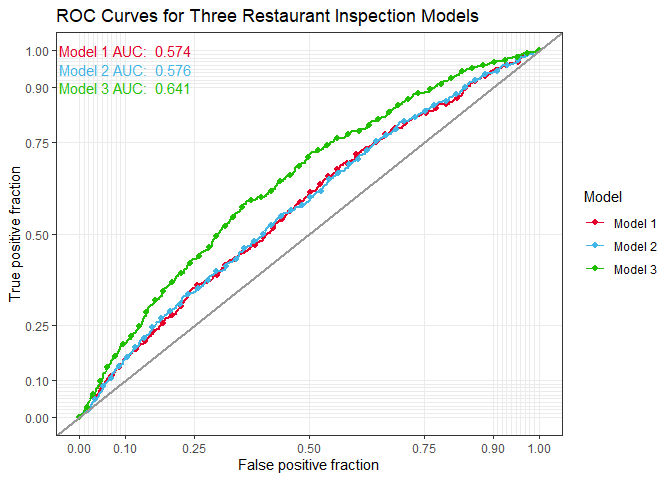 ROC Curves for Three Restaurant Inspection Models
Model 1 AUC: 0.574
Model 2 AUC: 0.576
Model 3 AUC: 0.641
True positive fraction
1.00
0.90
0.75
0.50
0.25
0.10
0.00
0.00 0.10 0.25 0.50 0.75 0.90 1.00
False positive fraction
Model
Model 1
Model 2
Model 3